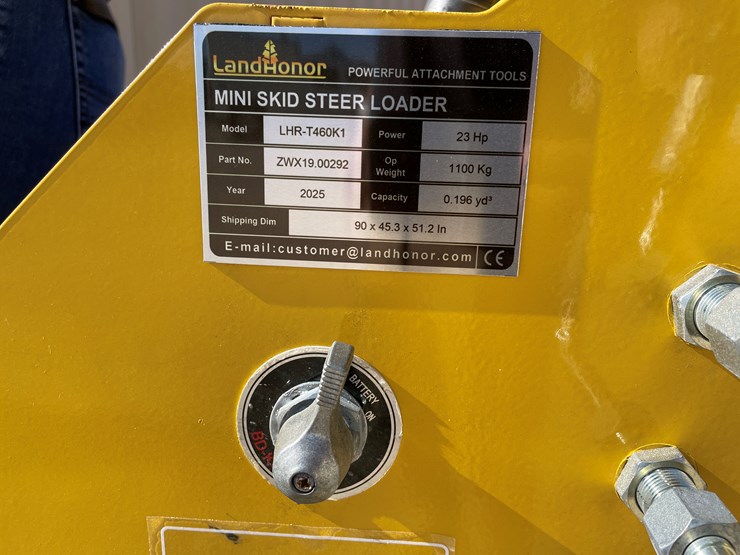 LandHonor POWERFUL ATTACHMENT TOOLS
MINI SKID STEER LOADER
Model LHR-T460K1 Power 23 Hp
Part No. ZWX19.00292 Op Weight 1100 Kg
Year 2025 Capacity 0.196 yd³
Shipping Dim 90 x 45.3 x 51.2 In
E-mail:customer@landhonor.com CE
BATTERY
ON